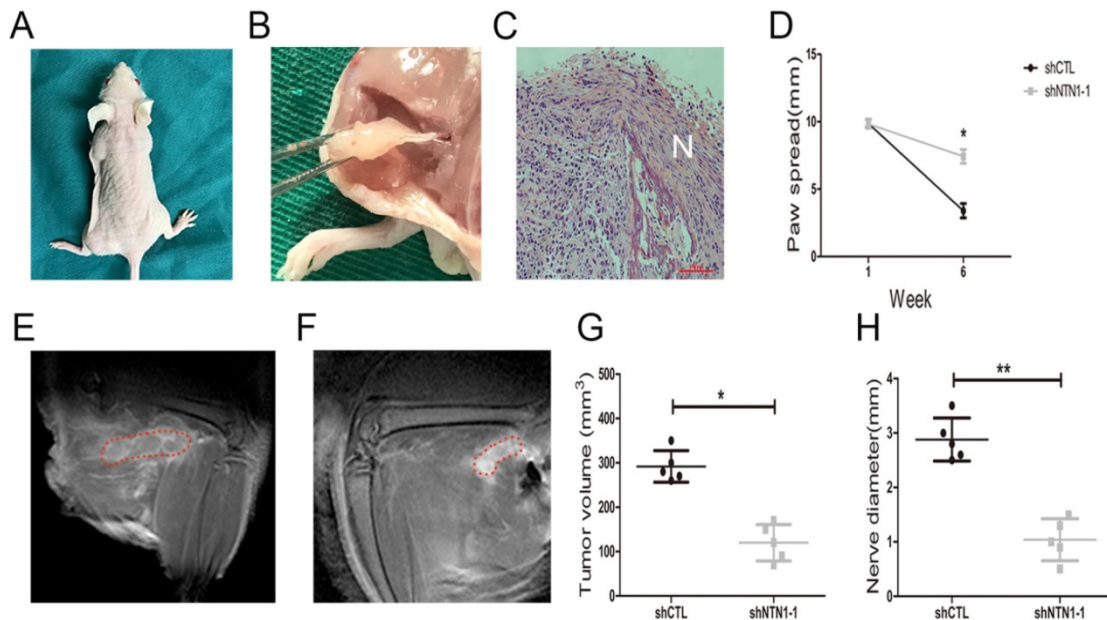 A
B
C
D
N
15
10
5
0
Paw spread(mm)
shCTL
shNTN1-1
*
1
6
Week
E
F
G
H
500
400
300
200
100
0
Tumor volume (mm³)
*
shCTL
shNTN1-1
4
3
2
1
0
Nerve diameter(mm)
**
shCTL
shNTN1-1